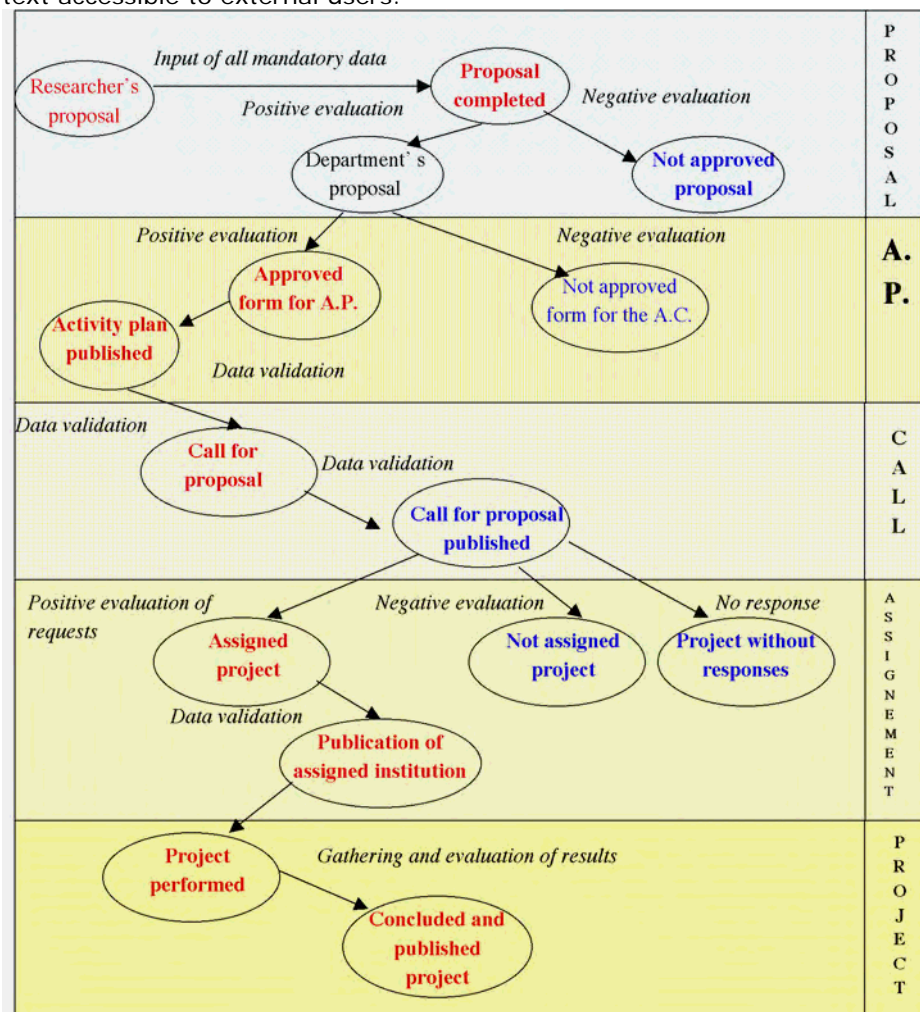 text accessible to external users.
Input of all mandatory data
Researcher's
proposal
Proposal
completed
Positive evaluation
Negative evaluation
Department's
proposal
Not approved
proposal
P
R
O
P
O
S
A
L
Positive evaluation
Negative evaluation
Approved
form for A.P.
Not approved
form for the A.C.
Activity plan
published
Data validation
A.
P.
Data validation
Call for
proposal
Data validation
Call for proposal
published
C
A
L
L
Positive evaluation of
requests
Negative evaluation
No response
Assigned
project
Not assigned
project
Project without
responses
Data validation
Publication of
assigned institution
A
S
S
I
G
N
E
M
E
N
T
Project
performed
Gathering and evaluation of results
Concluded and
published
project
P
R
O
J
E
C
T